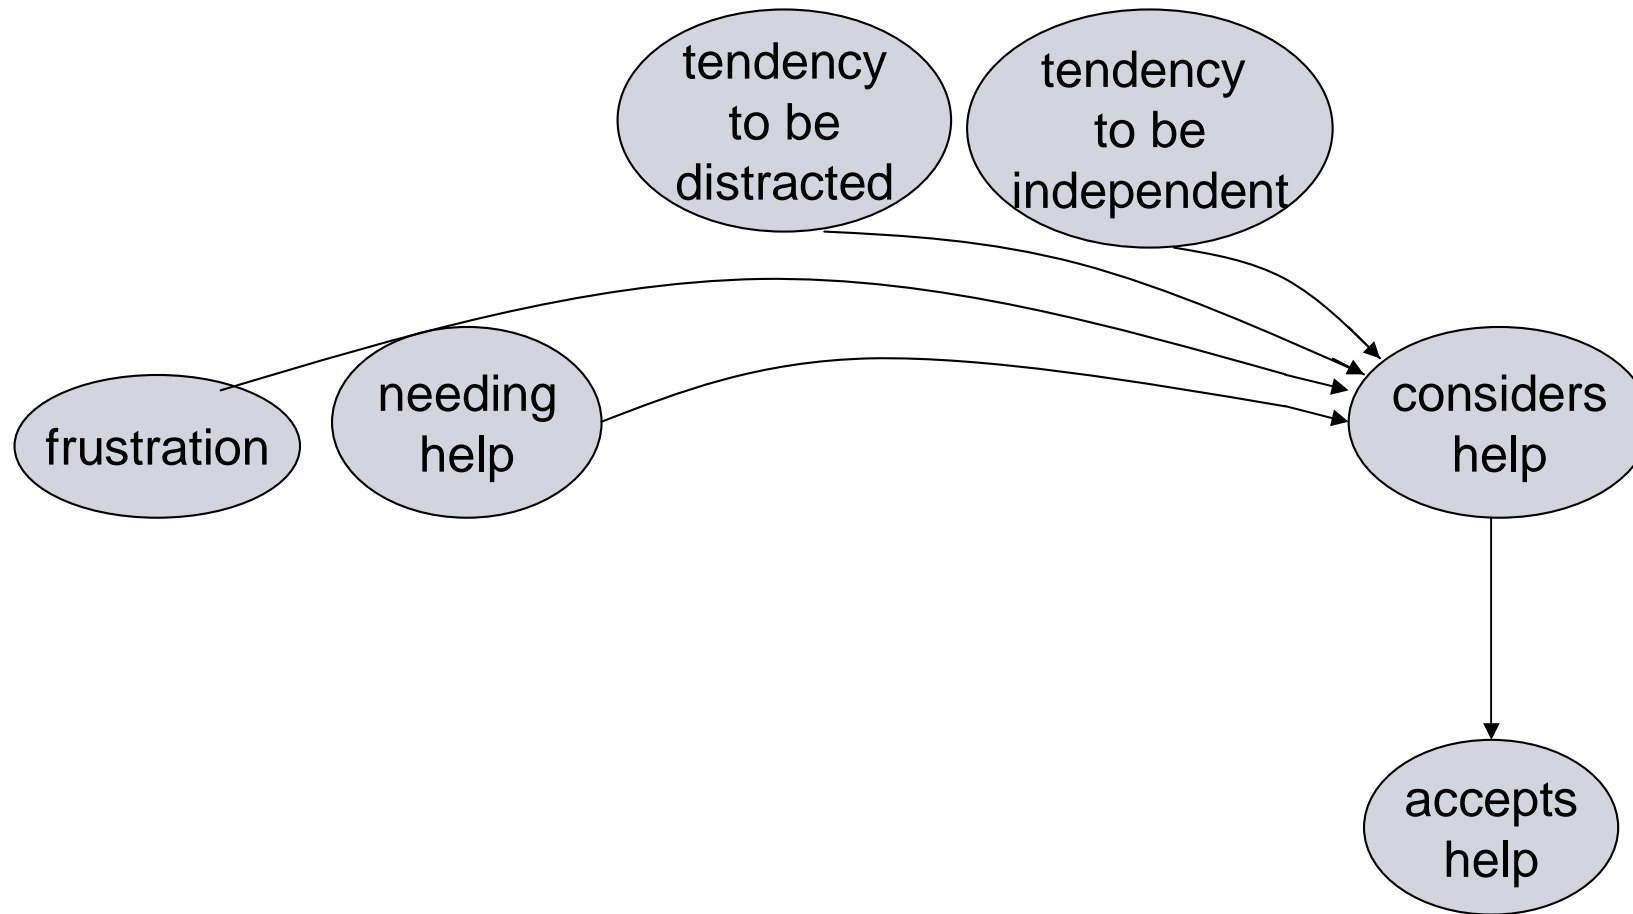 tendency
to be
distracted
tendency
to be
independent
frustration
needing
help
considers
help
accepts
help